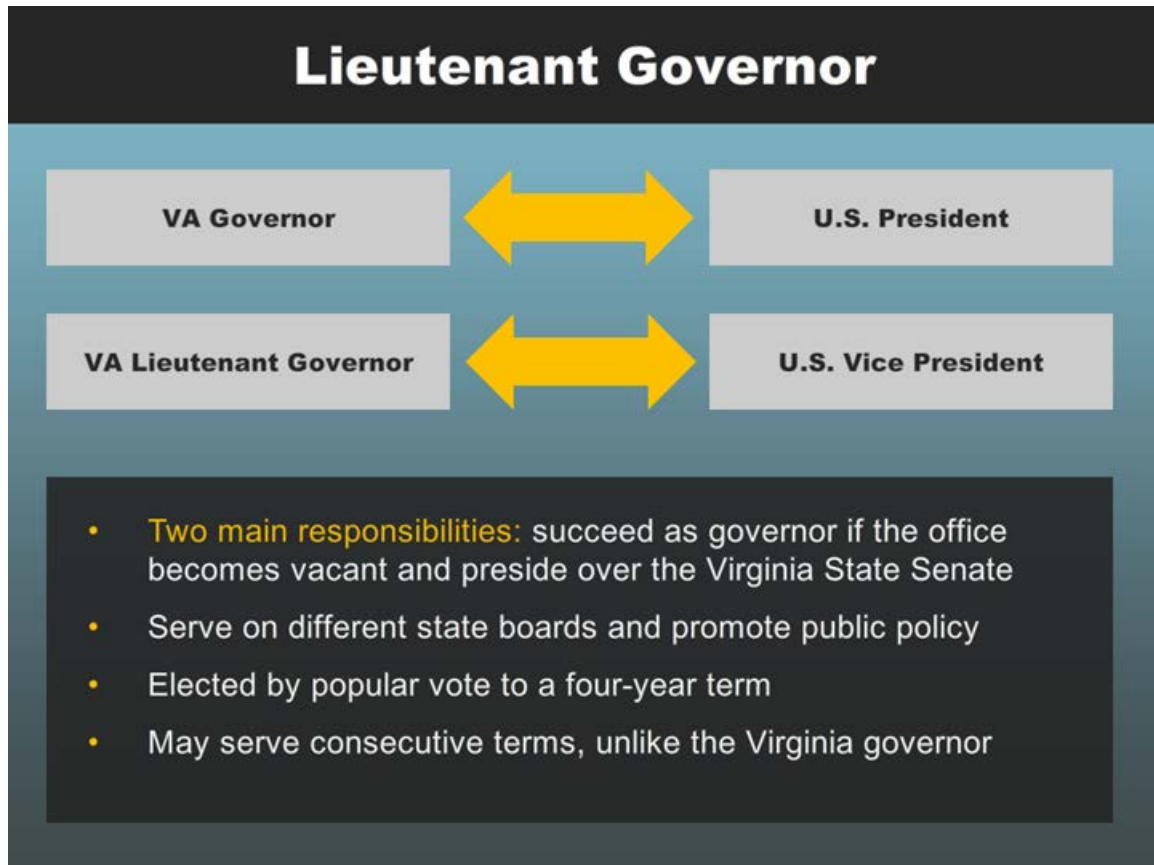 Lieutenant Governor
VA Governor
U.S. President
VA Lieutenant Governor
U.S. Vice President
• Two main responsibilities: succeed as governor if the office
becomes vacant and preside over the Virginia State Senate
• Serve on different state boards and promote public policy
• Elected by popular vote to a four-year term
• May serve consecutive terms, unlike the Virginia governor